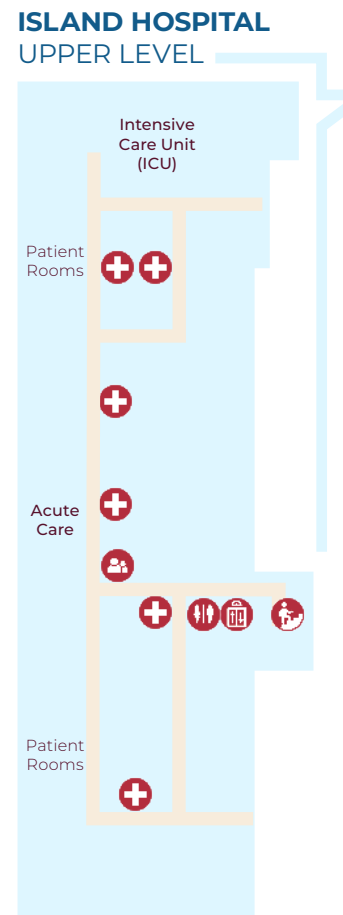 ISLAND HOSPITAL
UPPER LEVEL
Intensive
Care Unit
(ICU)
Patient
Rooms
Acute
Care
Patient
Rooms